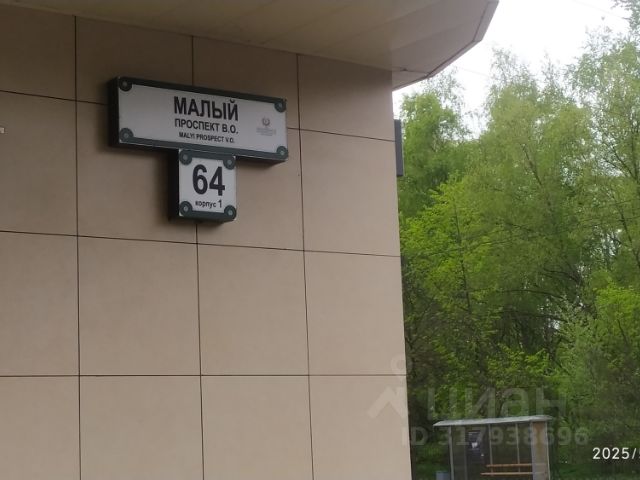 МАЛЫЙ
ПРОСПЕКТ В.О.
MALYI PROSPECT V.O.
64
корпус 1
циан
ID 317938696
2025/